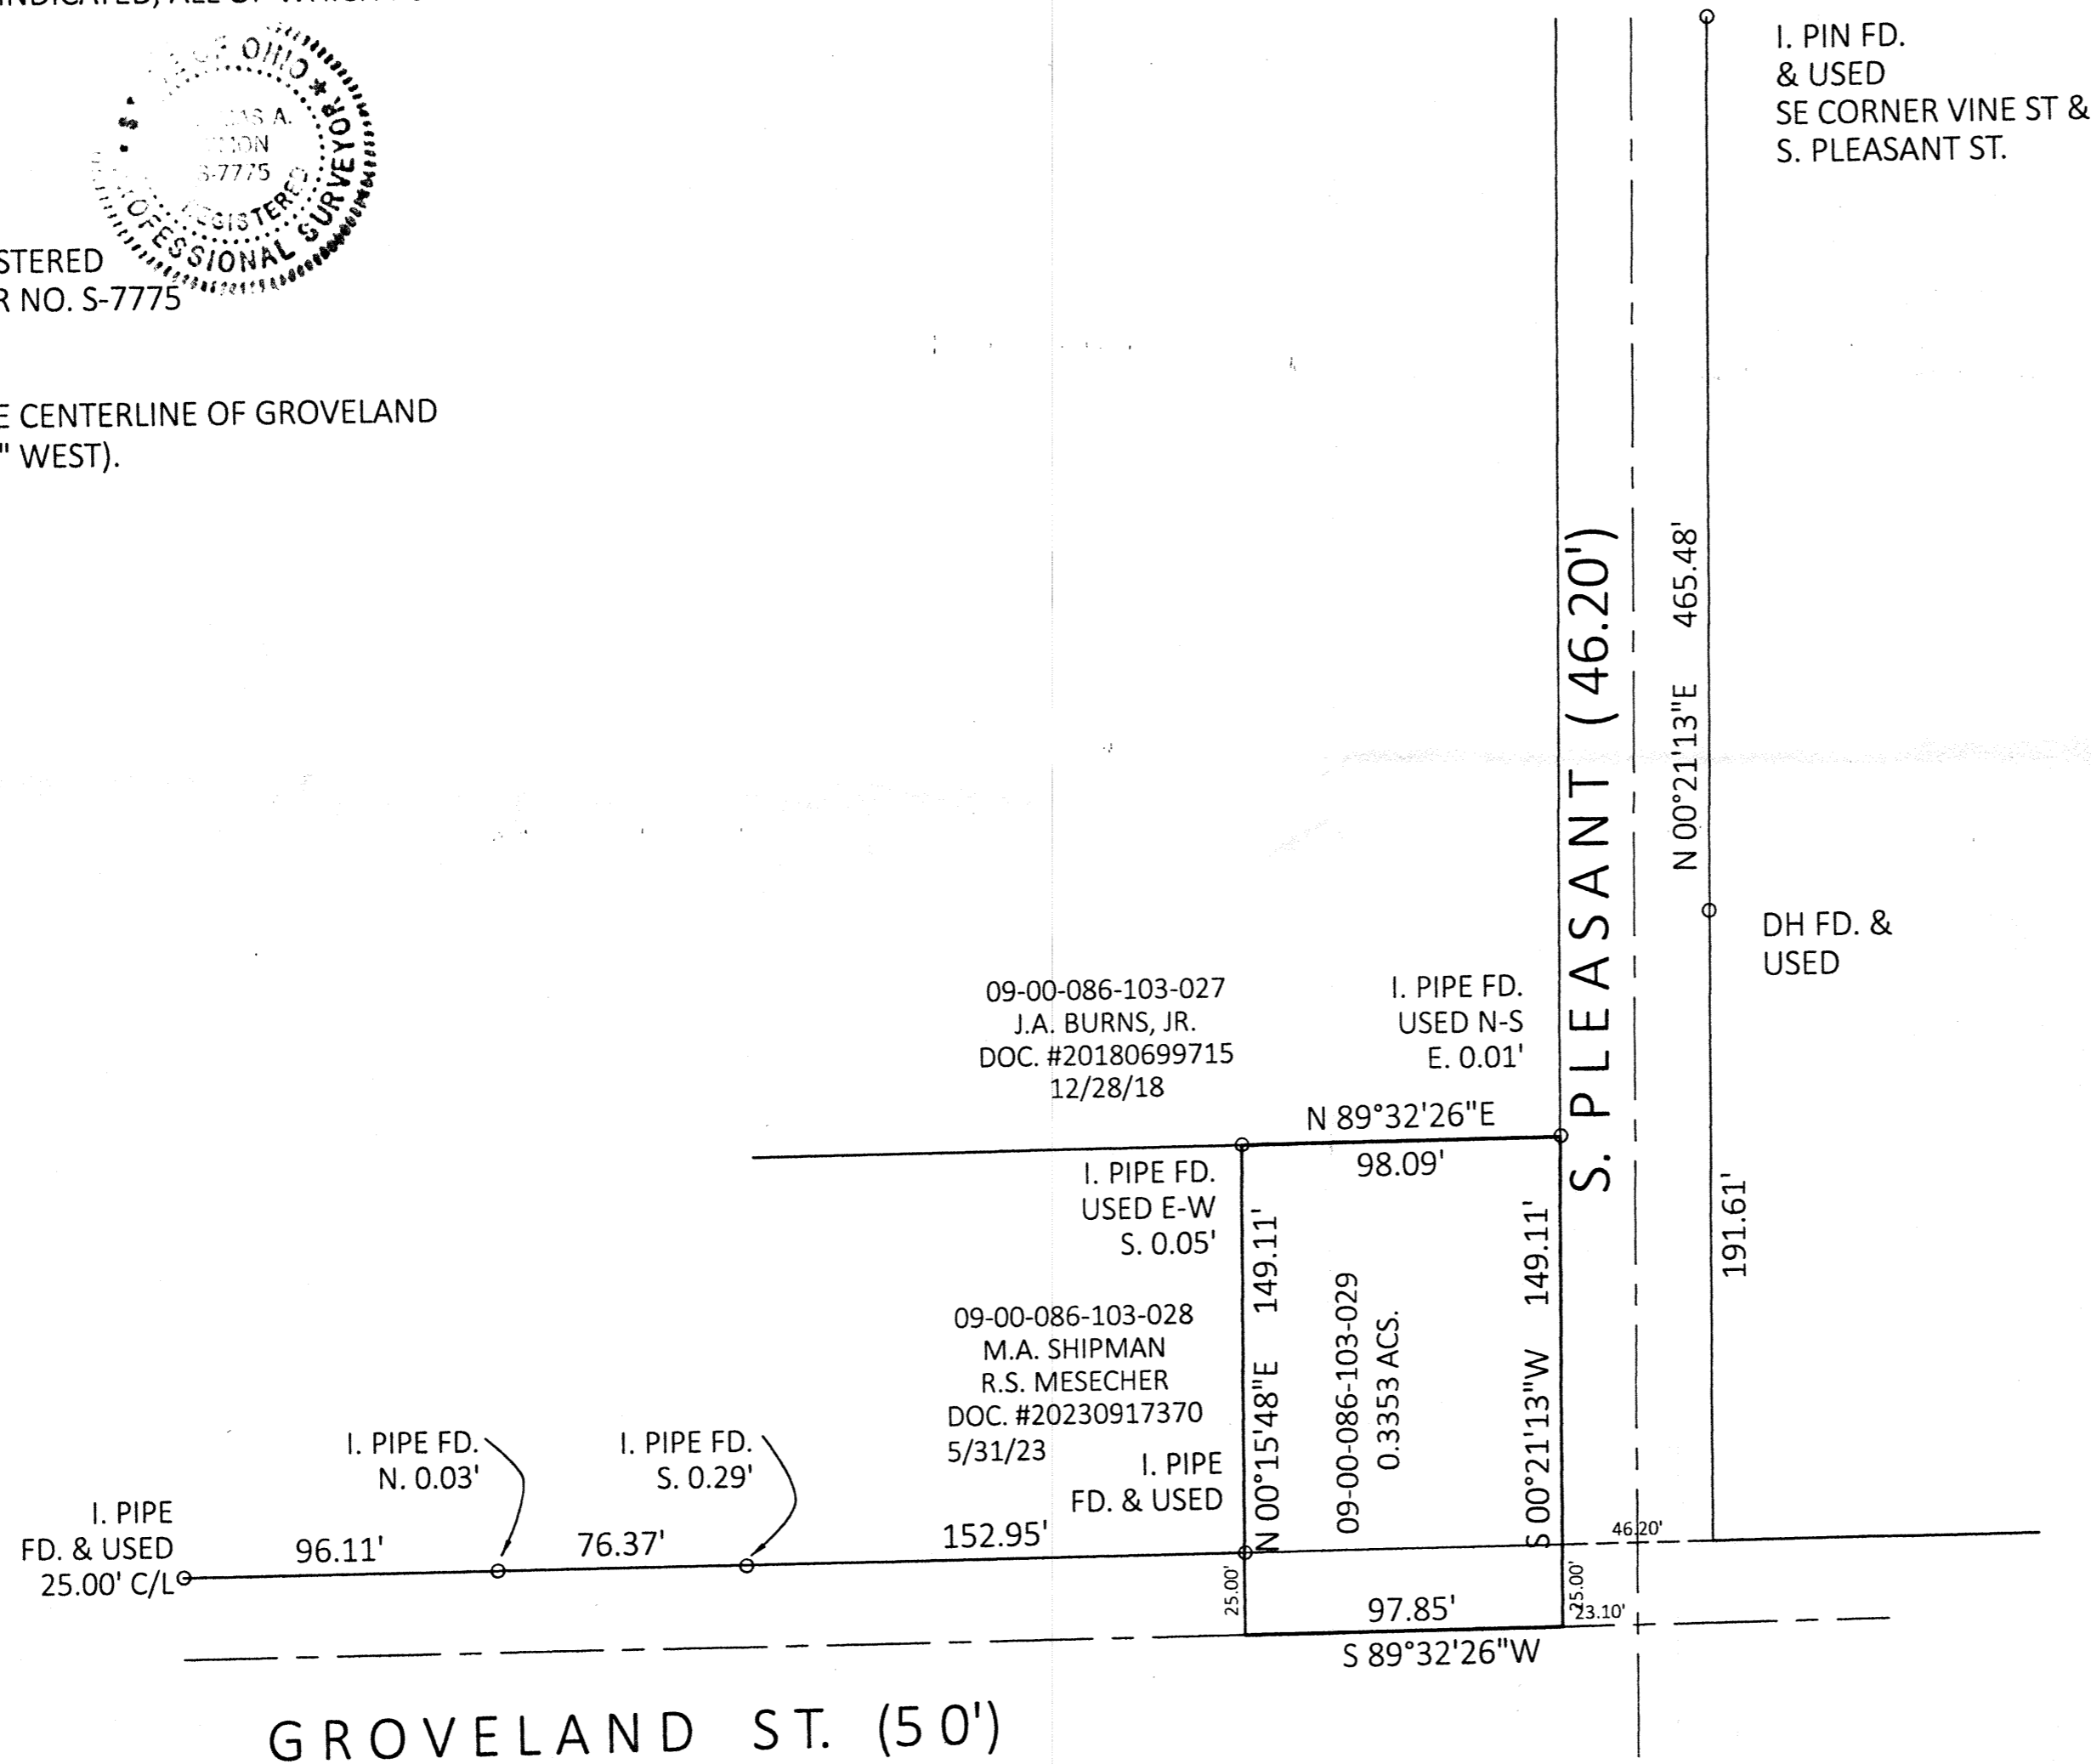 I. PIN FD.
& USED
SE CORNER VINE ST &
S. PLEASANT ST.
OHIO
REGISTERED
SURVEYOR
S-7775
STERED
R NO. S-7775
E CENTERLINE OF GROVELAND
" WEST).
S. PLEASANT (46.20')
N 00°21'13"E 465.48'
DH FD. &
USED
191.61'
09-00-086-103-027
J.A. BURNS, JR.
DOC. #20180699715
12/28/18
I. PIPE FD.
USED N-S
E. 0.01'
N 89°32'26"E
98.09'
I. PIPE FD.
USED E-W
S. 0.05'
N 00°15'48"E 149.11'
09-00-086-103-029
0.3353 ACS.
S 00°21'13"W 149.11'
09-00-086-103-028
M.A. SHIPMAN
R.S. MESECHER
DOC. #20230917370
5/31/23
I. PIPE
FD. & USED
I. PIPE FD.
N. 0.03'
I. PIPE FD.
S. 0.29'
I. PIPE
FD. & USED
25.00' C/L
96.11'
76.37'
152.95'
46.20'
25.00'
25.00'
23.10'
97.85'
S 89°32'26"W
GROVELAND ST. (50')